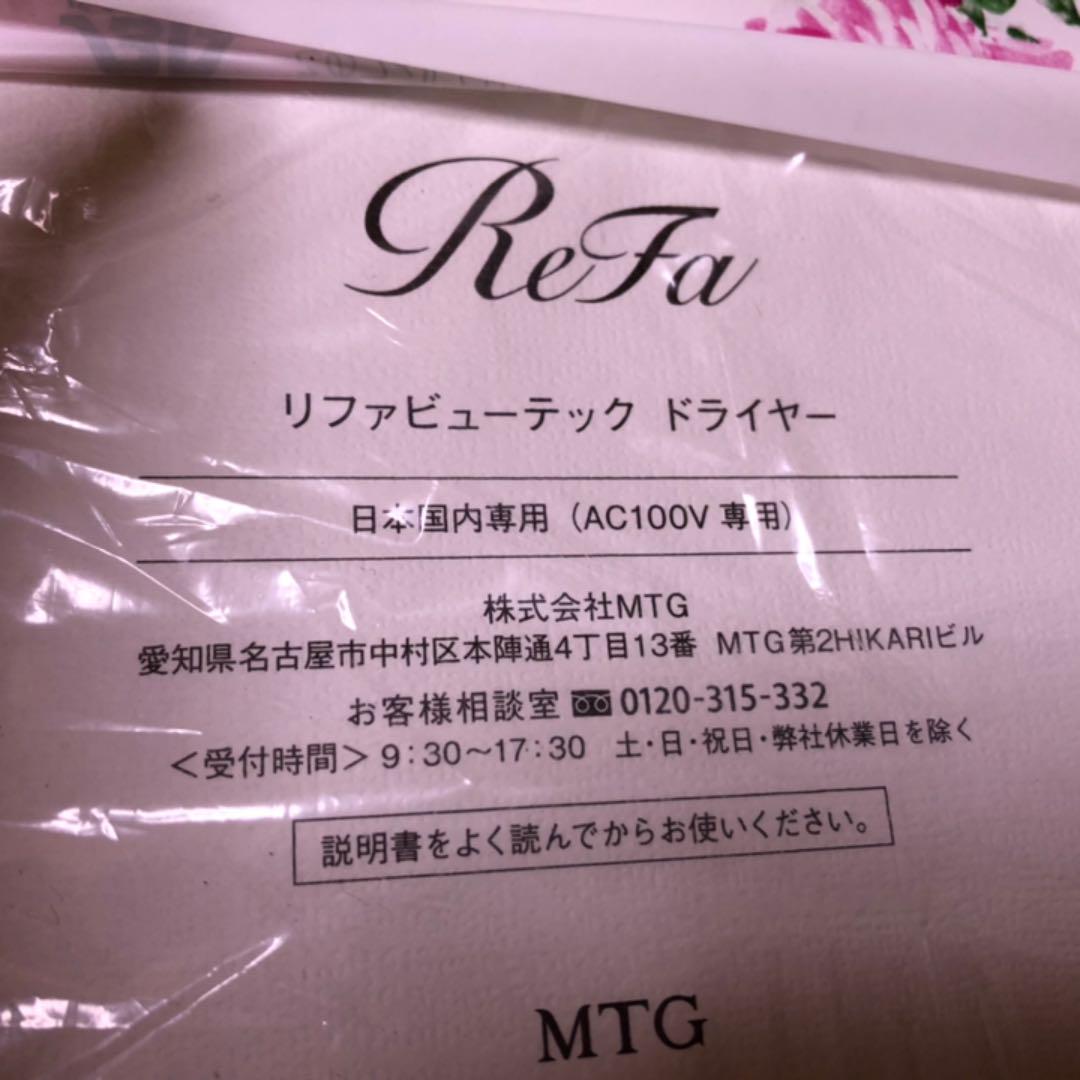 ReFa
リファビューテック ドライヤー
日本国内専用（AC100V 専用）
株式会社MTG
愛知県名古屋市中村区本陣通4丁目13番 MTG第2HIKARIビル
お客様相談室 0120-315-332
＜受付時間＞9：30～17：30 土・日・祝日・弊社休業日を除く
説明書をよく読んでからお使いください。
MTG